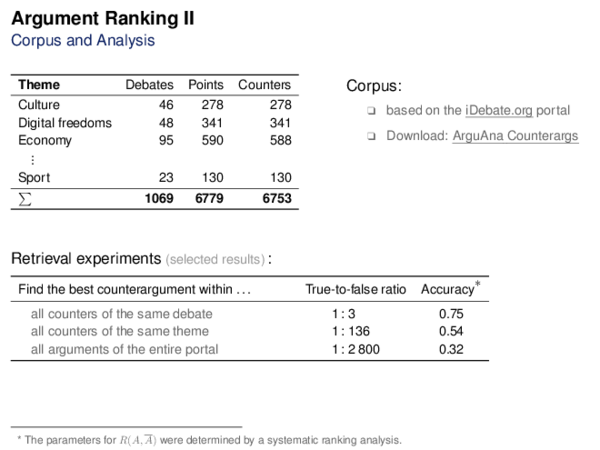 Argument Ranking II
Corpus and Analysis
Theme Debates Points Counters
Culture 46 278 278
Digital freedoms 48 341 341
Economy 95 590 588
⋮
Sport 23 130 130
∑ 1069 6779 6753
Corpus:
❑ based on the iDebate.org portal
❑ Download: ArguAna Counterargs
Retrieval experiments (selected results) :
Find the best counterargument within ... True-to-false ratio Accuracy*
all counters of the same debate 1 : 3 0.75
all counters of the same theme 1 : 136 0.54
all arguments of the entire portal 1 : 2 800 0.32
* The parameters for R(A, A̅) were determined by a systematic ranking analysis.